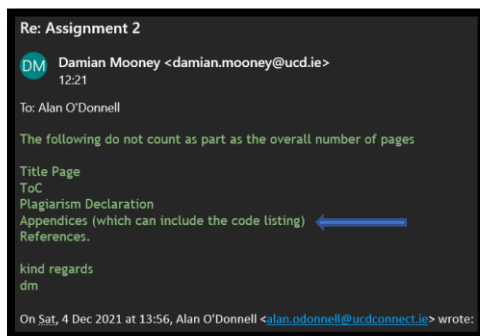 Re: Assignment 2
DM
Damian Mooney <damian.mooney@ucd.ie>
12:21
To: Alan O'Donnell
The following do not count as part as the overall number of pages
Title Page
ToC
Plagiarism Declaration
Appendices (which can include the code listing)
References.
kind regards
dm
On Sat, 4 Dec 2021 at 13:56, Alan O'Donnell <alan.odonnell@ucdconnect.ie> wrote: